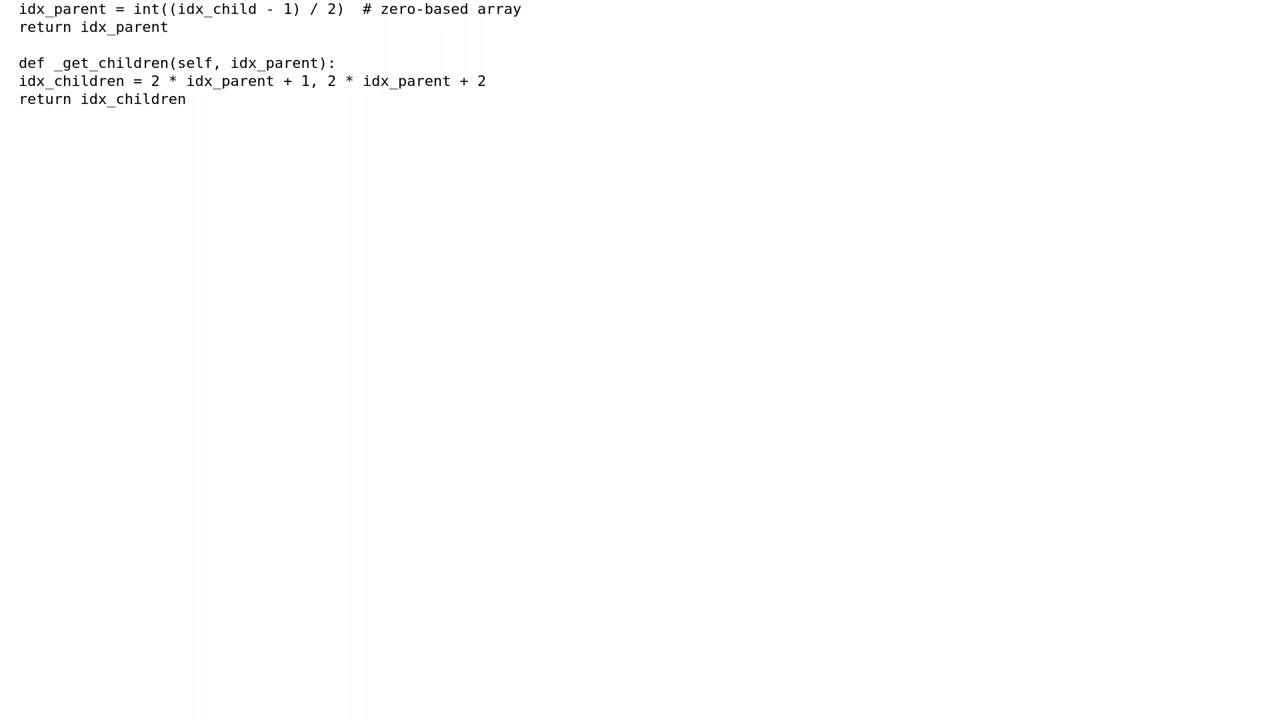 idx_parent = int((idx_child - 1) / 2)  # zero-based array
return idx_parent

def _get_children(self, idx_parent):
idx_children = 2 * idx_parent + 1, 2 * idx_parent + 2
return idx_children